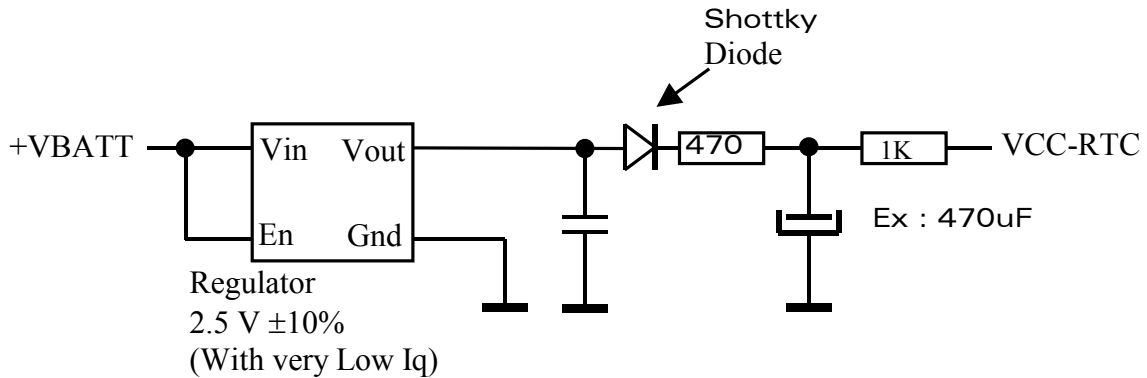 Shottky
Diode
+VBATT
Vin
Vout
470
1K
VCC-RTC
En
Gnd
Ex : 470uF
Regulator
2.5 V ±10%
(With very Low Iq)